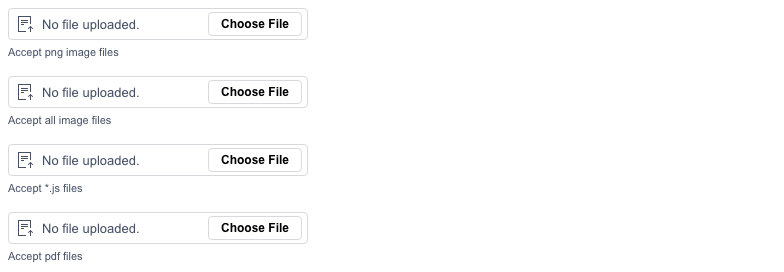 No file uploaded. Choose File
Accept png image files
No file uploaded. Choose File
Accept all image files
No file uploaded. Choose File
Accept *.js files
No file uploaded. Choose File
Accept pdf files